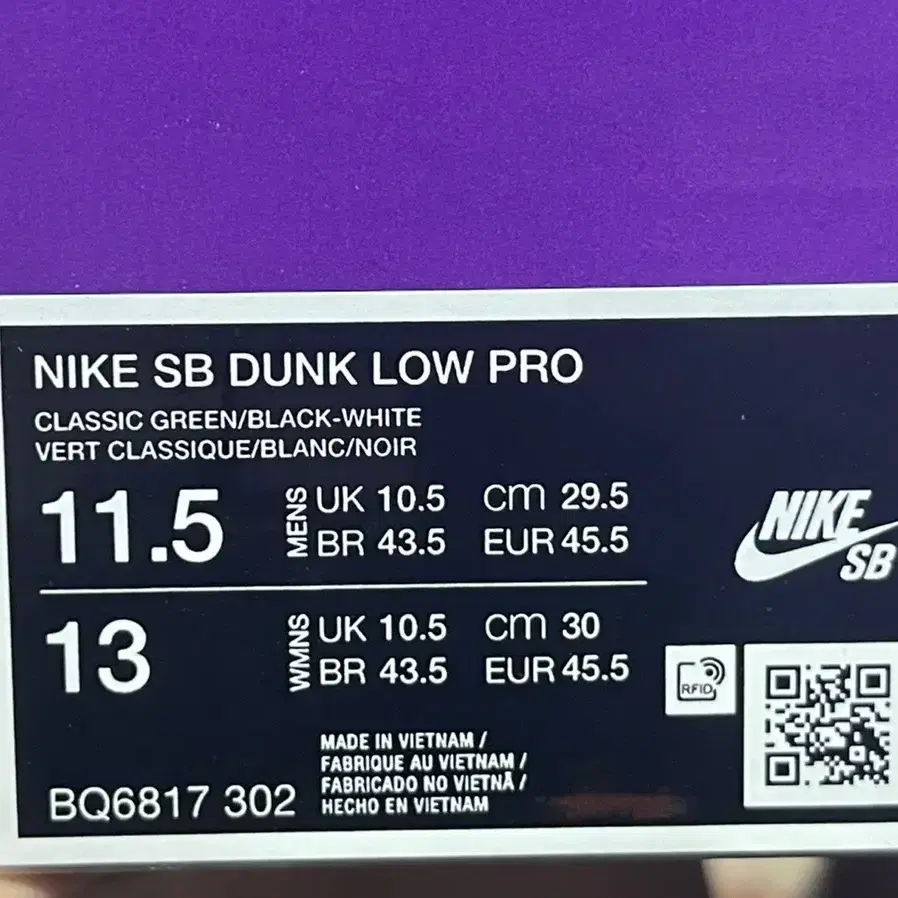 NIKE SB DUNK LOW PRO
CLASSIC GREEN/BLACK-WHITE
VERT CLASSIQUE/BLANC/NOIR
11.5 MENS UK 10.5 cm 29.5
BR 43.5 EUR 45.5
13 WMNS UK 10.5 cm 30
BR 43.5 EUR 45.5
NIKE
SB
RFID
MADE IN VIETNAM /
FABRIQUE AU VIETNAM /
FABRICADO NO VIETNÃ /
HECHO EN VIETNAM
BQ6817 302